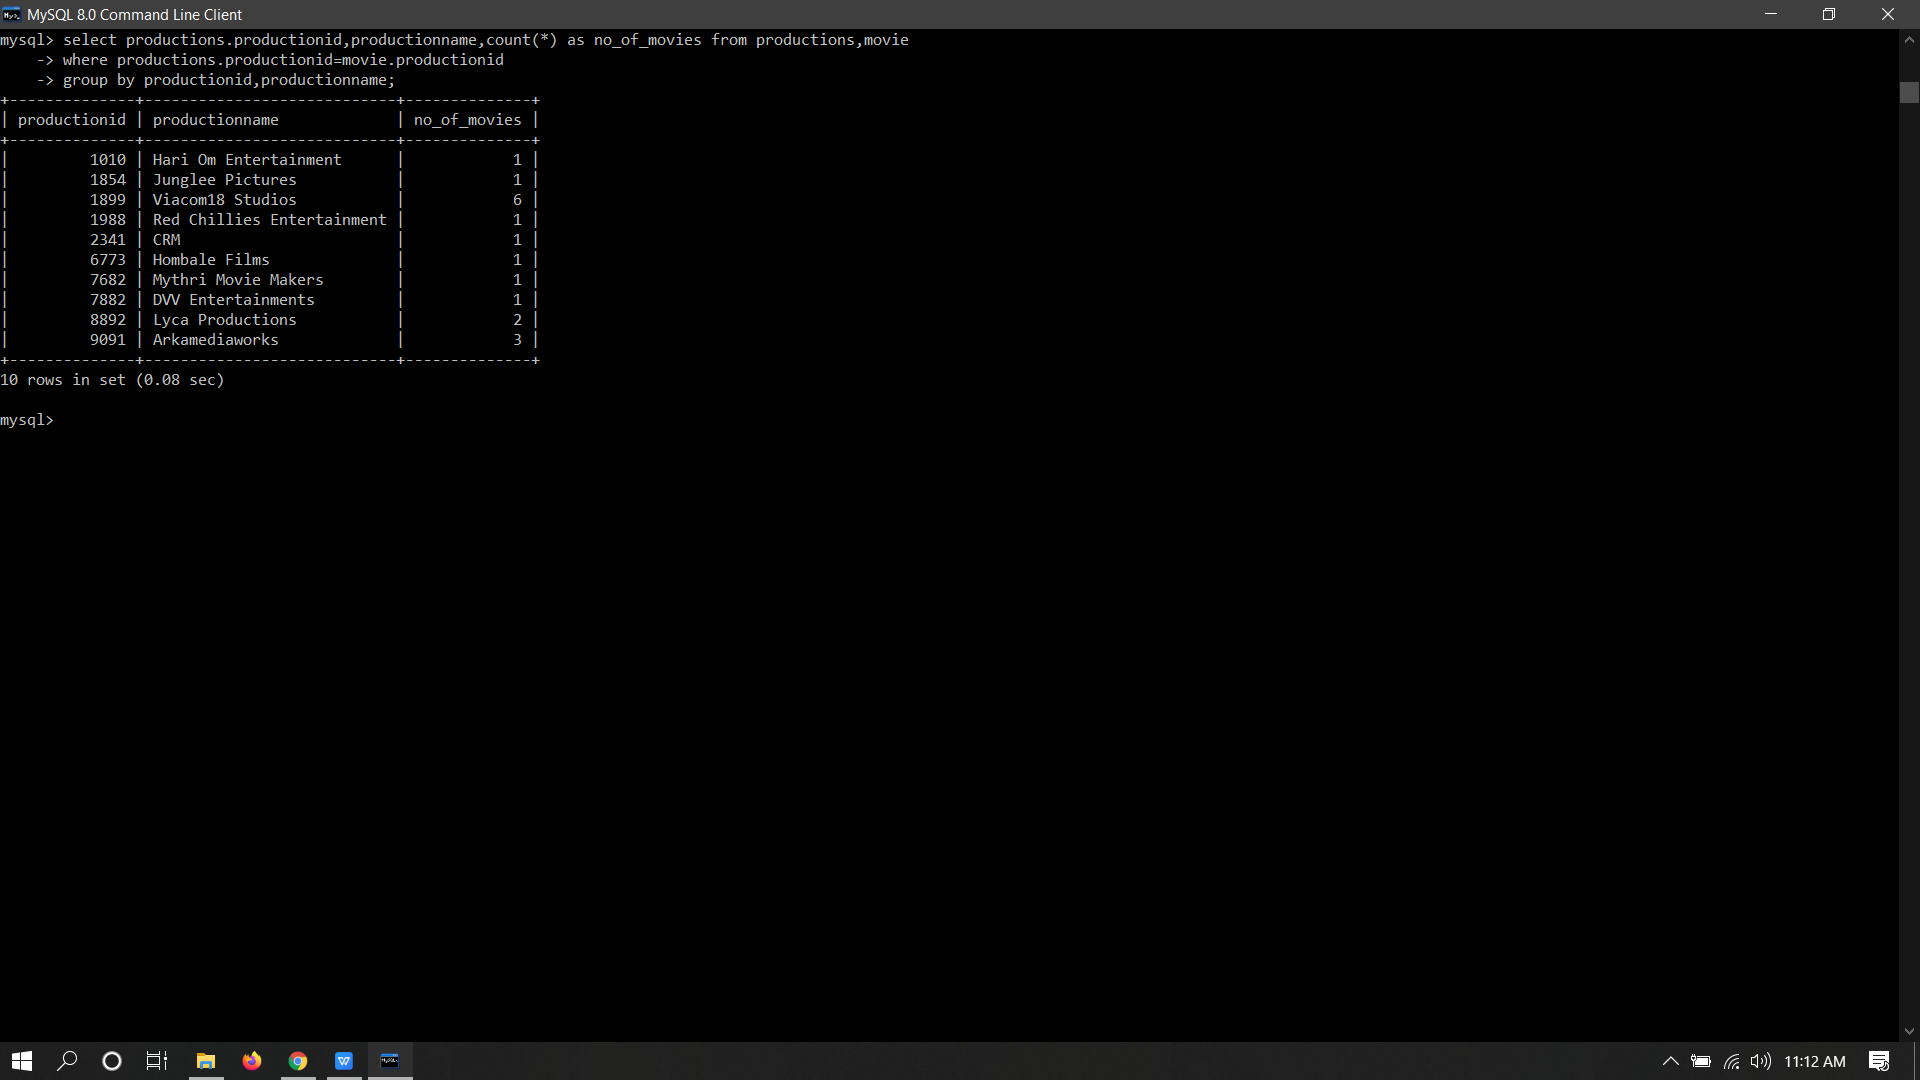 MySQL 8.0 Command Line Client
mysql> select productions.productionid,productionname,count(*) as no_of_movies from productions,movie
    -> where productions.productionid=movie.productionid
    -> group by productionid,productionname;
+--------------+----------------------------+--------------+
| productionid | productionname             | no_of_movies |
+--------------+----------------------------+--------------+
|         1010 | Hari Om Entertainment      |            1 |
|         1854 | Junglee Pictures           |            1 |
|         1899 | Viacom18 Studios           |            6 |
|         1988 | Red Chillies Entertainment |            1 |
|         2341 | CRM                        |            1 |
|         6773 | Hombale Films              |            1 |
|         7682 | Mythri Movie Makers        |            1 |
|         7882 | DVV Entertainments         |            1 |
|         8892 | Lyca Productions           |            2 |
|         9091 | Arkamediaworks             |            3 |
+--------------+----------------------------+--------------+
10 rows in set (0.08 sec)
mysql>
11:12 AM